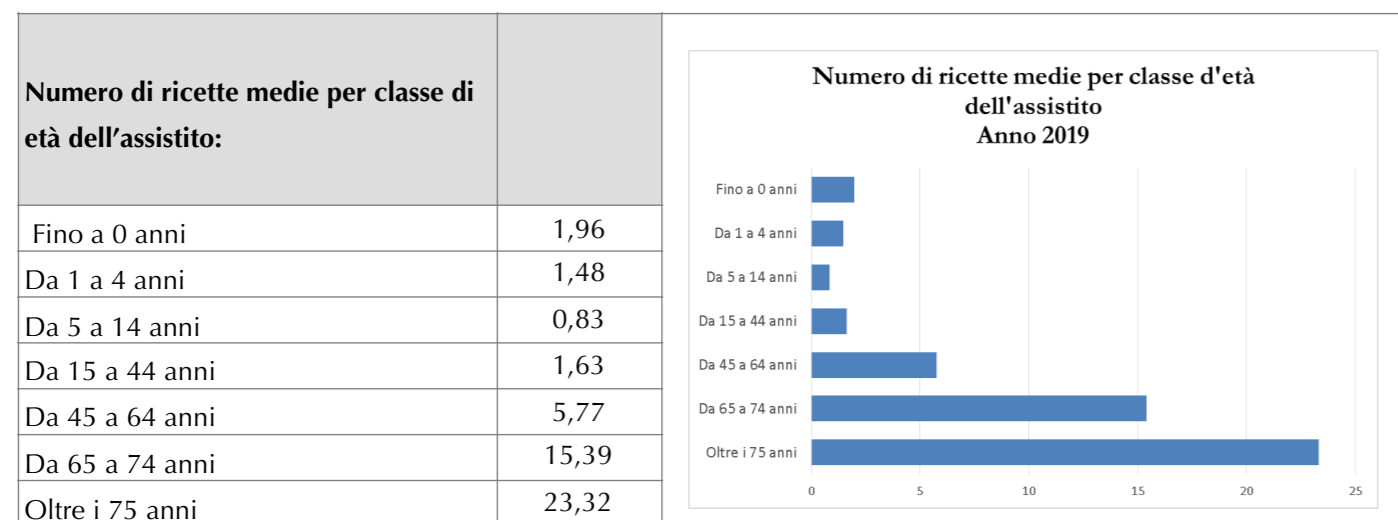 Numero di ricette medie per classe di
età dell'assistito:
Fino a 0 anni 1,96
Da 1 a 4 anni 1,48
Da 5 a 14 anni 0,83
Da 15 a 44 anni 1,63
Da 45 a 64 anni 5,77
Da 65 a 74 anni 15,39
Oltre i 75 anni 23,32
Numero di ricette medie per classe d'età
dell'assistito
Anno 2019
Fino a 0 anni
Da 1 a 4 anni
Da 5 a 14 anni
Da 15 a 44 anni
Da 45 a 64 anni
Da 65 a 74 anni
Oltre i 75 anni
0 5 10 15 20 25